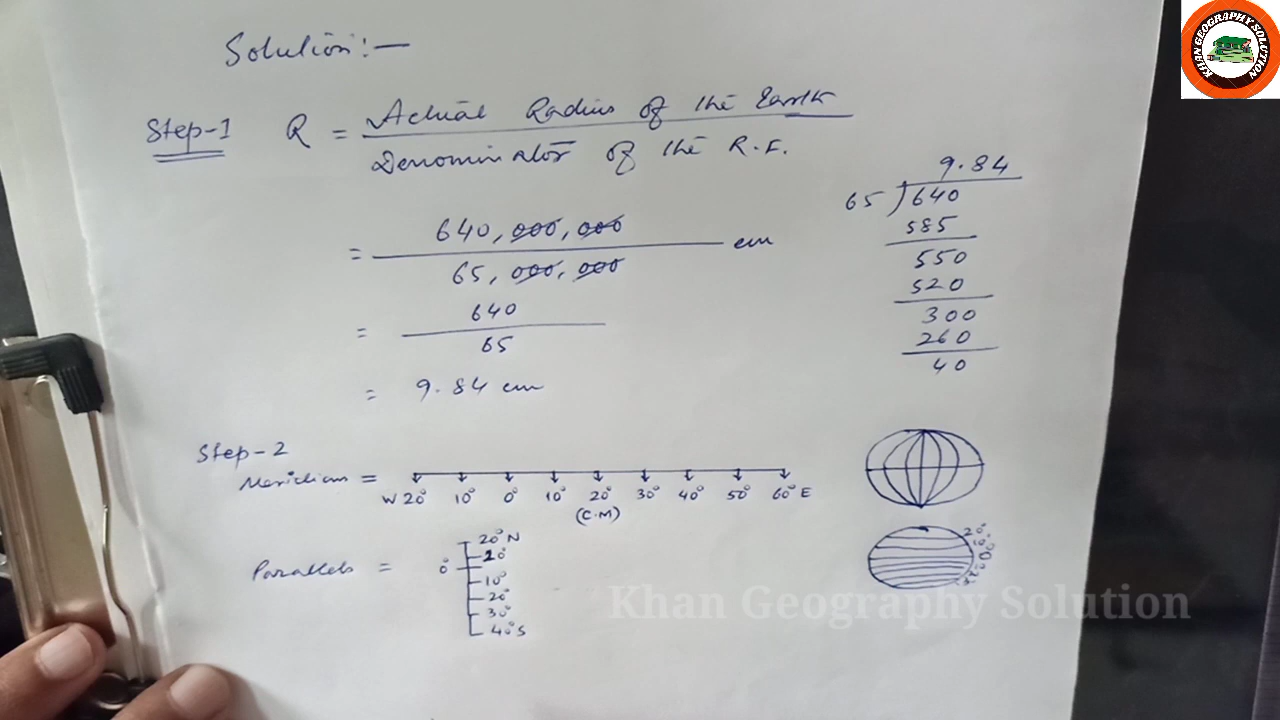 Solution:—
Step-1 R = Actual Radius of the Earth
Denominator of the R.F.
= 640,000,000 cm
65,000,000
= 640
65
= 9.84 cm
9.84
65 ) 640
585
550
520
300
260
40
Step-2
Meridians =
W 20° 10° 0° 10° 20° 30° 40° 50° 60° E
(C.M)
Parallels =
20° N
10°
0°
10°
20°
30°
40° S
20°
KHAN GEOGRAPHY SOLUTION
Khan Geography Solution